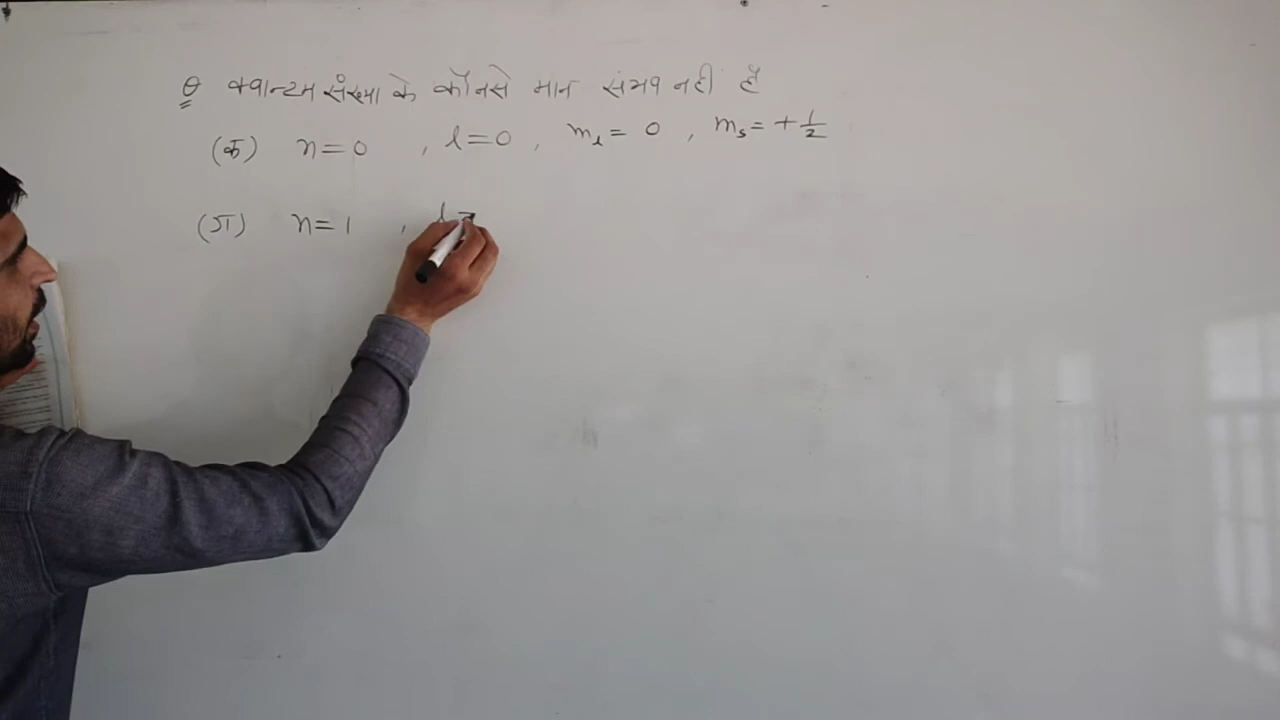 Q क्वान्टम संख्या के कौनसे मान संभव नही है
(क) n=0 , l=0 , mₗ= 0 , mₛ= +1/2
(ग) n=1 , l=